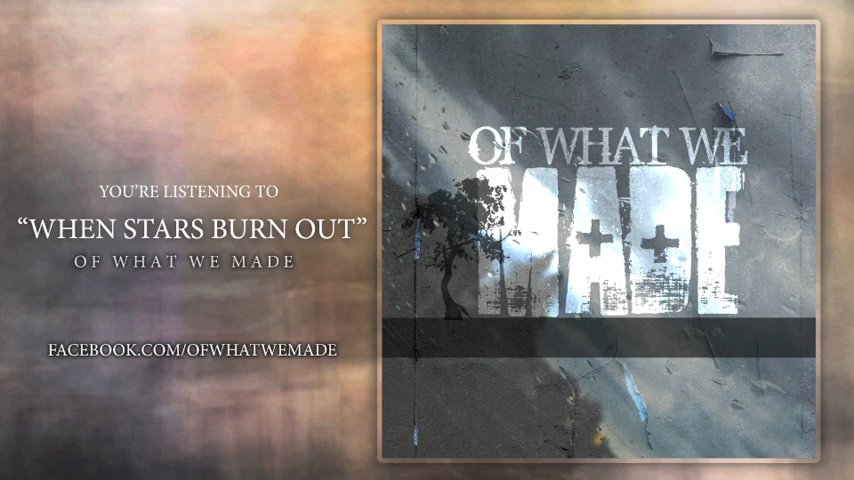 YOU'RE LISTENING TO
“WHEN STARS BURN OUT”
OF WHAT WE MADE
FACEBOOK.COM/OFWHATWEMADE
OF WHAT WE
MADE